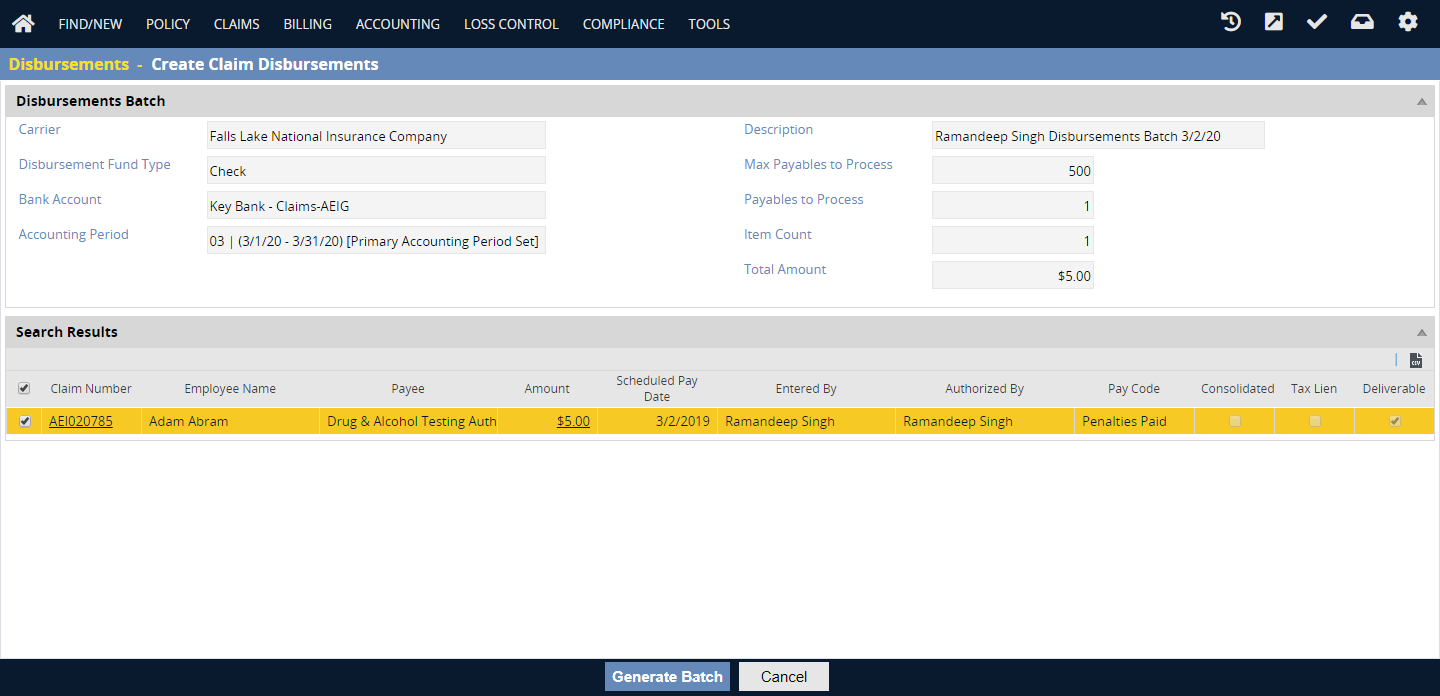 FIND/NEW POLICY CLAIMS BILLING ACCOUNTING LOSS CONTROL COMPLIANCE TOOLS
Disbursements - Create Claim Disbursements
Disbursements Batch
Carrier Falls Lake National Insurance Company Description Ramandeep Singh Disbursements Batch 3/2/20
Disbursement Fund Type Check Max Payables to Process 500
Bank Account Key Bank - Claims-AEIG Payables to Process 1
Accounting Period 03 | (3/1/20 - 3/31/20) [Primary Accounting Period Set] Item Count 1
Total Amount $5.00
Search Results
CSV
Claim Number Employee Name Payee Amount Scheduled Pay Date Entered By Authorized By Pay Code Consolidated Tax Lien Deliverable
AEI020785 Adam Abram Drug & Alcohol Testing Auth $5.00 3/2/2019 Ramandeep Singh Ramandeep Singh Penalties Paid
Generate Batch Cancel